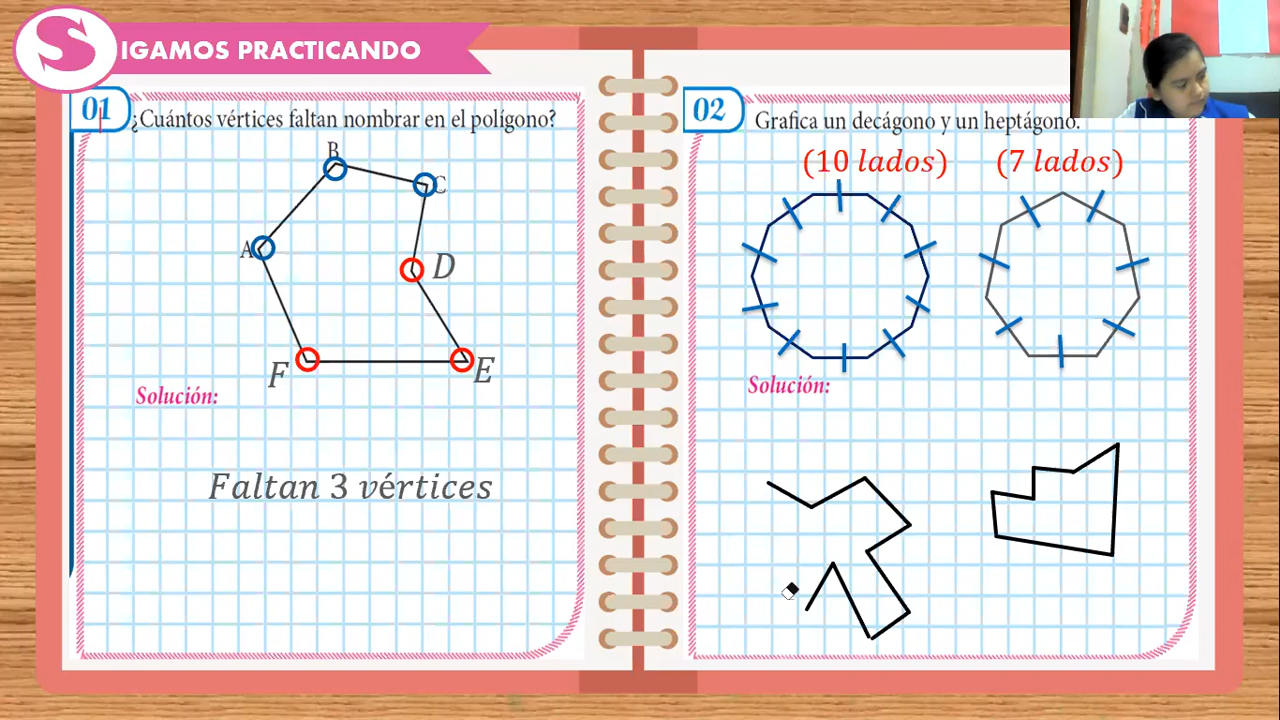 SIGAMOS PRACTICANDO
01
¿Cuántos vértices faltan nombrar en el polígono?
B
C
A
D
F
E
Solución:
Faltan 3 vértices
02
Grafica un decágono y un heptágono.
(10 lados) (7 lados)
Solución: